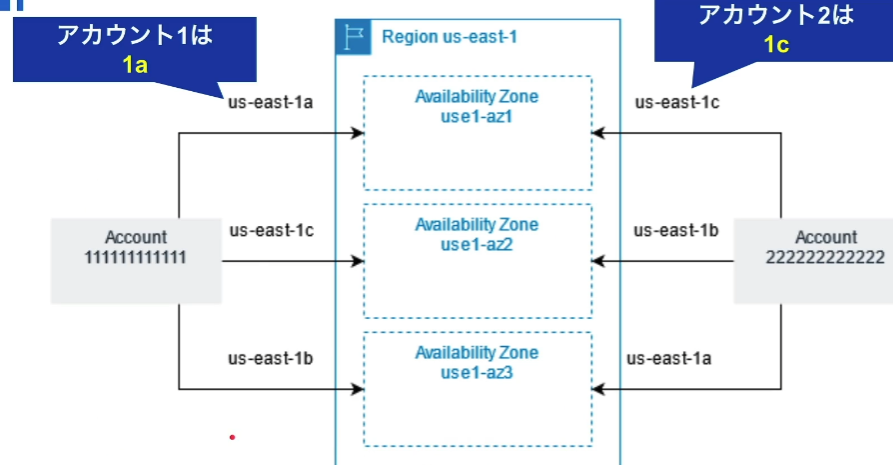 アカウント1は
1a
アカウント2は
1c
Region us-east-1
us-east-1a
Availability Zone
use1-az1
us-east-1c
Account
111111111111
us-east-1c
Availability Zone
use1-az2
us-east-1b
Account
222222222222
us-east-1b
Availability Zone
use1-az3
us-east-1a